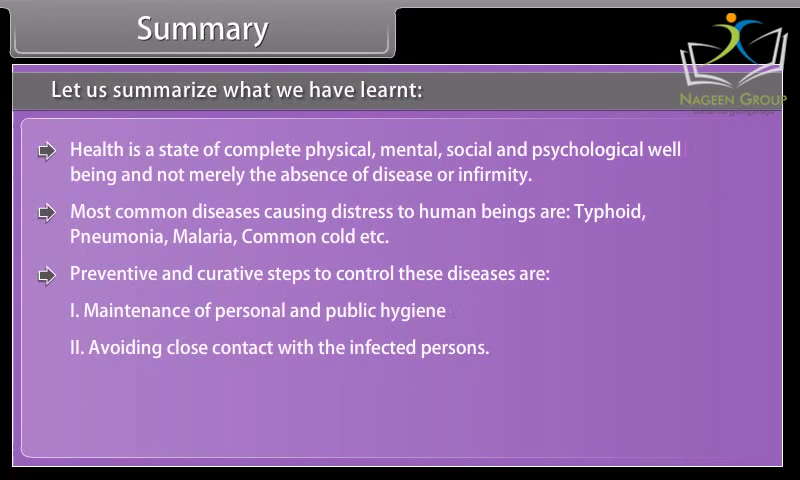 Summary
NAGEEN GROUP
Let us summarize what we have learnt:
Health is a state of complete physical, mental, social and psychological well
being and not merely the absence of disease or infirmity.
Most common diseases causing distress to human beings are: Typhoid,
Pneumonia, Malaria, Common cold etc.
Preventive and curative steps to control these diseases are:
I. Maintenance of personal and public hygiene
II. Avoiding close contact with the infected persons.